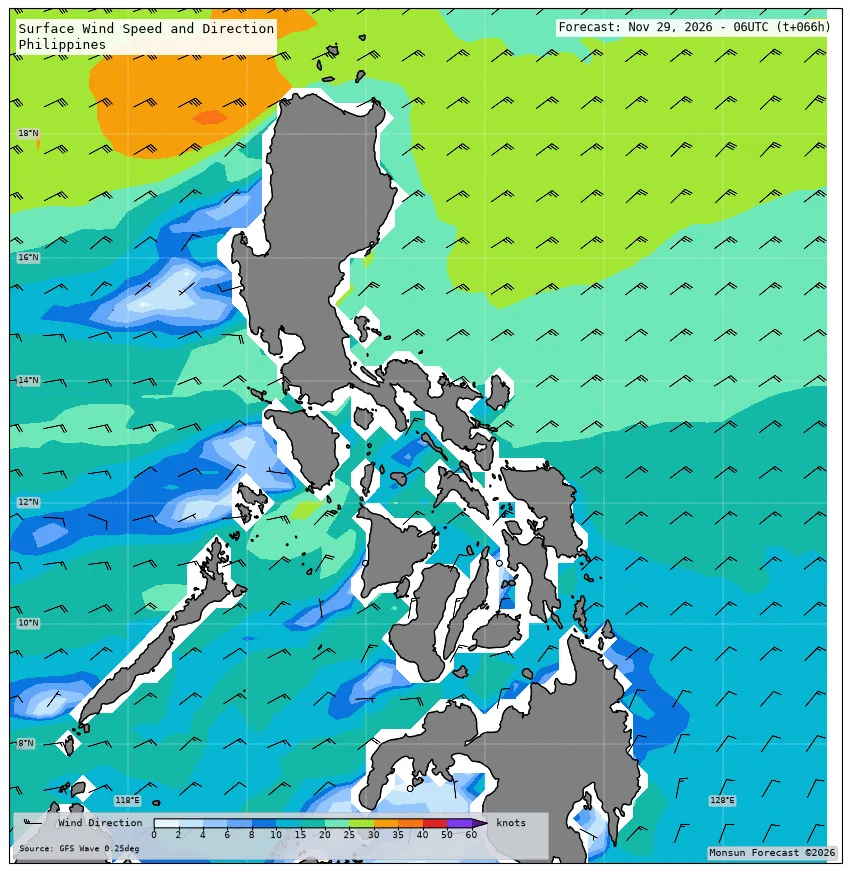 Surface Wind Speed and Direction
Philippines
Forecast: Nov 29, 2026 - 06UTC (t+066h)
18°N
16°N
14°N
12°N
10°N
8°N
118°E
128°E
Wind Direction
0 2 4 6 8 10 15 20 25 30 35 40 50 60 knots
Source: GFS Wave 0.25deg
Monsun Forecast ©2026